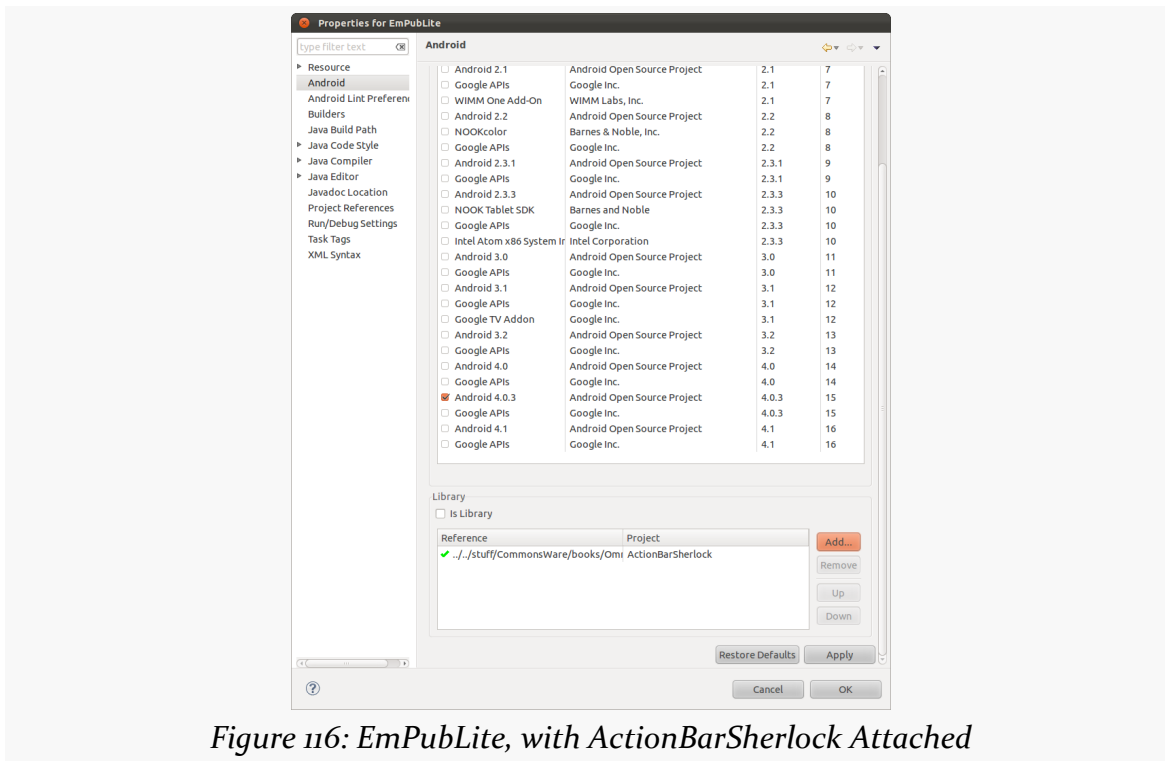 Properties for EmPubLite
type filter text
Android
Resource
Android
Android Lint Preferen
Builders
Java Build Path
Java Code Style
Java Compiler
Java Editor
Javadoc Location
Project References
Run/Debug Settings
Task Tags
XML Syntax
Android 2.1 Android Open Source Project 2.1 7
Google APIs Google Inc. 2.1 7
WIMM One Add-On WIMM Labs, Inc. 2.1 7
Android 2.2 Android Open Source Project 2.2 8
NOOKcolor Barnes & Noble, Inc. 2.2 8
Google APIs Google Inc. 2.2 8
Android 2.3.1 Android Open Source Project 2.3.1 9
Google APIs Google Inc. 2.3.1 9
Android 2.3.3 Android Open Source Project 2.3.3 10
NOOK Tablet SDK Barnes and Noble 2.3.3 10
Google APIs Google Inc. 2.3.3 10
Intel Atom x86 System Ir Intel Corporation 2.3.3 10
Android 3.0 Android Open Source Project 3.0 11
Google APIs Google Inc. 3.0 11
Android 3.1 Android Open Source Project 3.1 12
Google APIs Google Inc. 3.1 12
Google TV Addon Google Inc. 3.1 12
Android 3.2 Android Open Source Project 3.2 13
Google APIs Google Inc. 3.2 13
Android 4.0 Android Open Source Project 4.0 14
Google APIs Google Inc. 4.0 14
Android 4.0.3 Android Open Source Project 4.0.3 15
Google APIs Google Inc. 4.0.3 15
Android 4.1 Android Open Source Project 4.1 16
Google APIs Google Inc. 4.1 16
Library
Is Library
Reference Project
../../stuff/CommonsWare/books/Omi ActionBarSherlock
Add...
Remove
Up
Down
Restore Defaults Apply
Cancel OK
Figure 116: EmPubLite, with ActionBarSherlock Attached